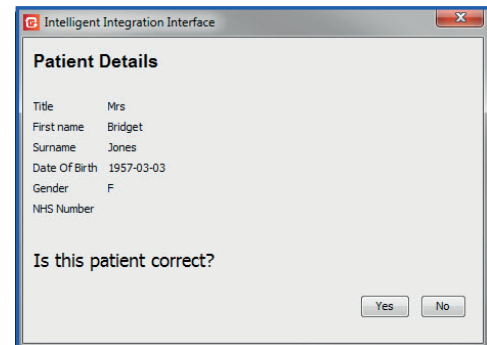 Intelligent Integration Interface
Patient Details
Title Mrs
First name Bridget
Surname Jones
Date Of Birth 1957-03-03
Gender F
NHS Number
Is this patient correct?
Yes No